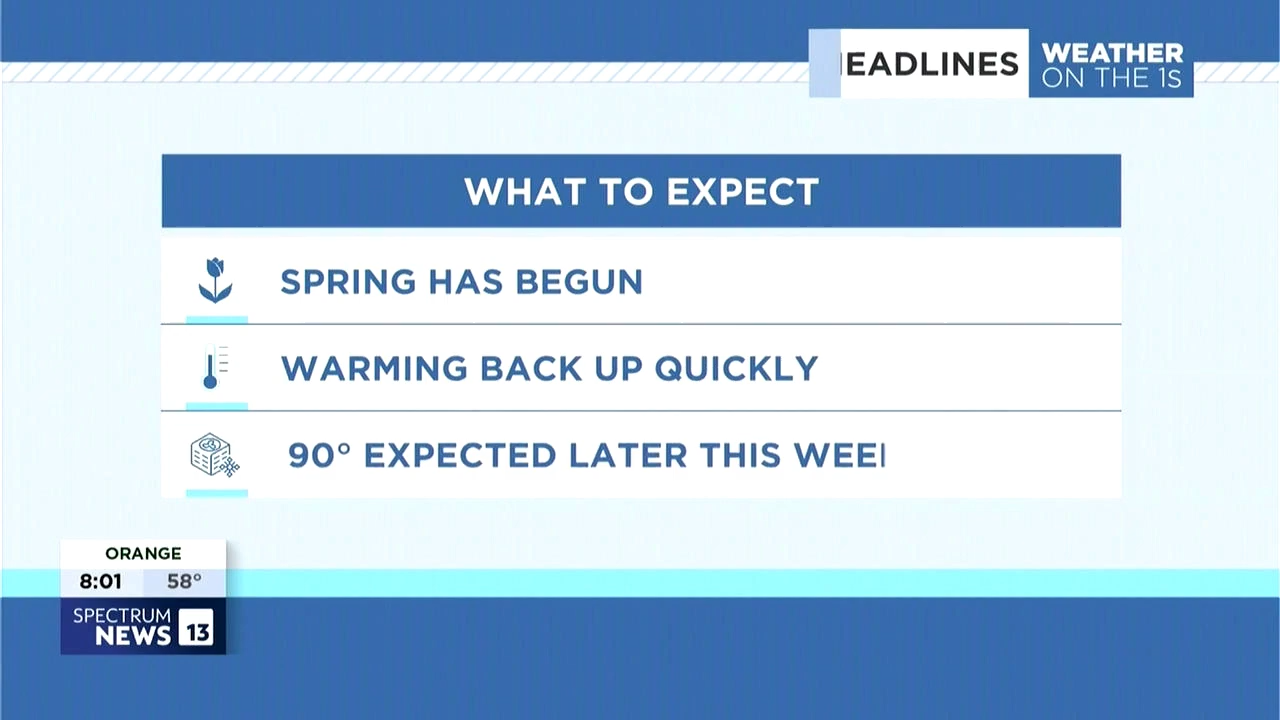 EADLINES
WEATHER
ON THE 1S
WHAT TO EXPECT
SPRING HAS BEGUN
WARMING BACK UP QUICKLY
90° EXPECTED LATER THIS WEE
ORANGE
8:01 58°
SPECTRUM
NEWS 13